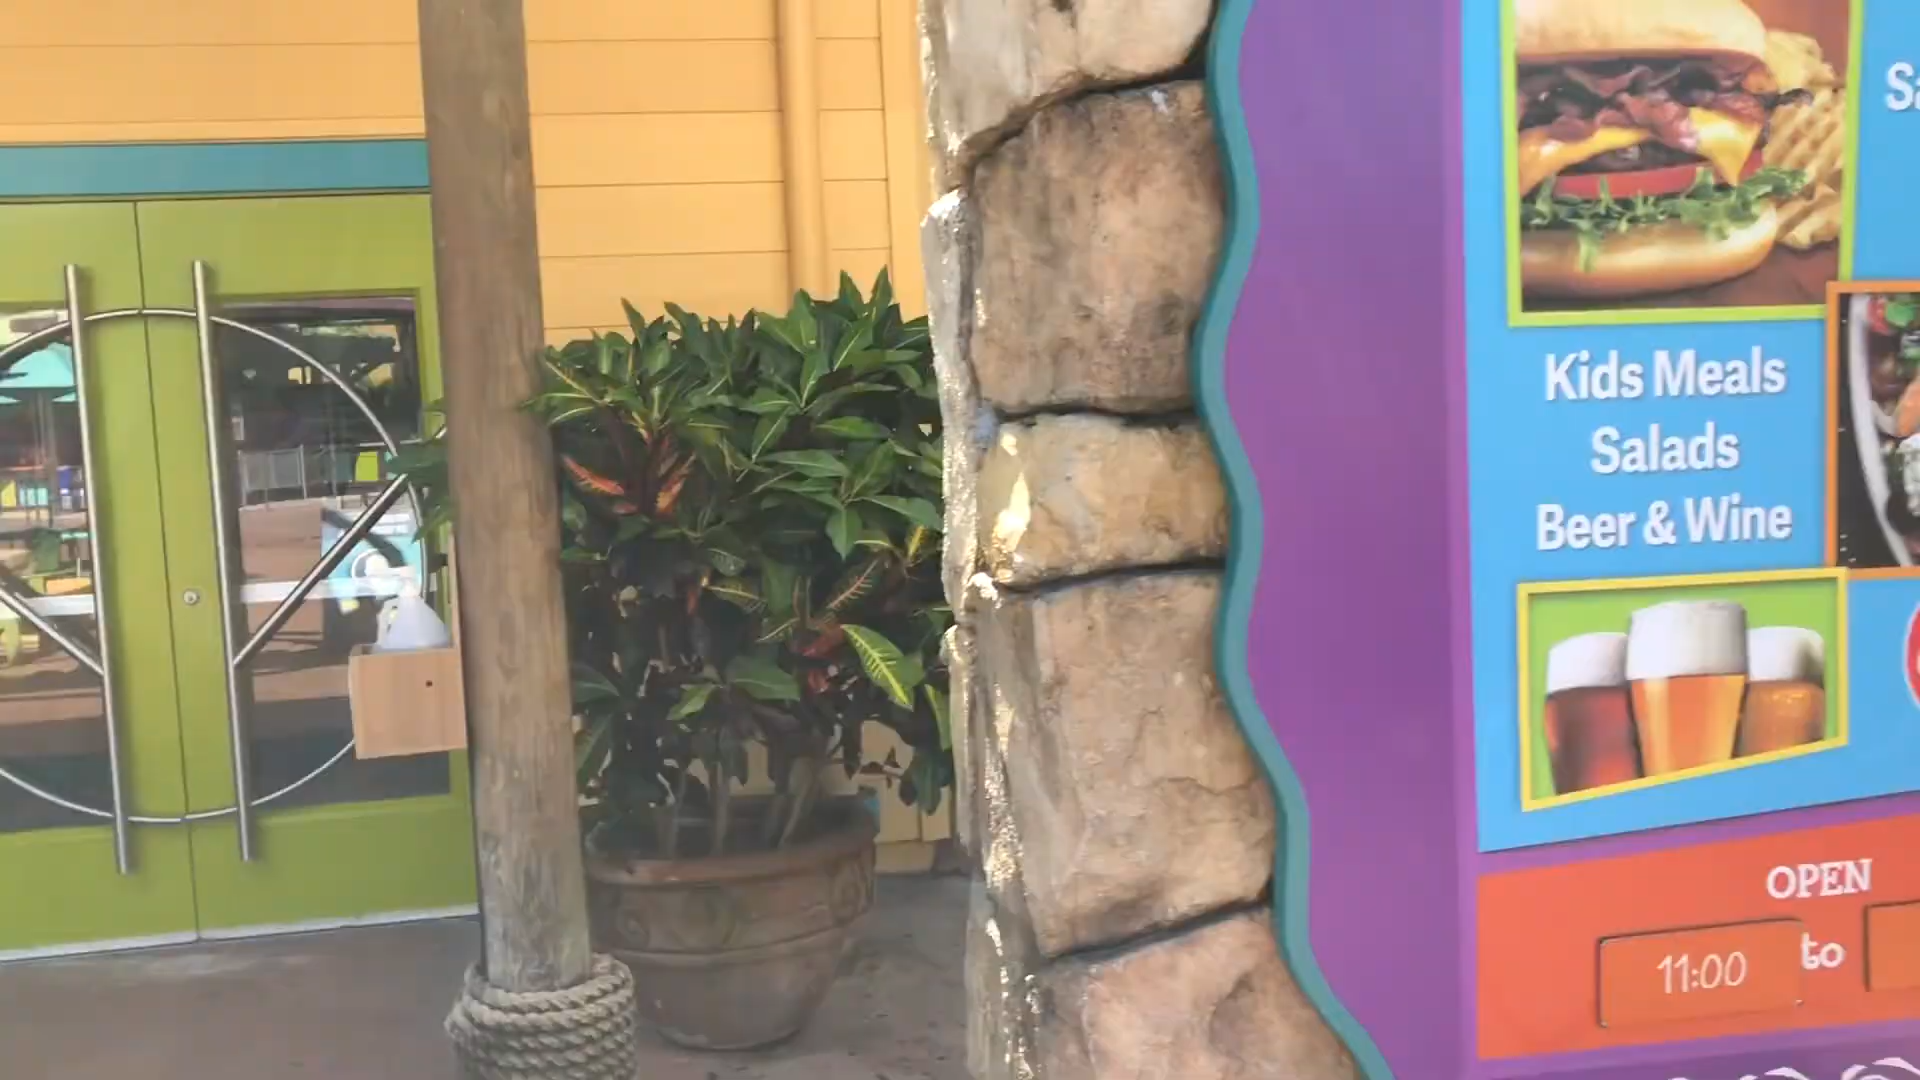 Kids Meals
Salads
Beer & Wine
OPEN
11:00 to